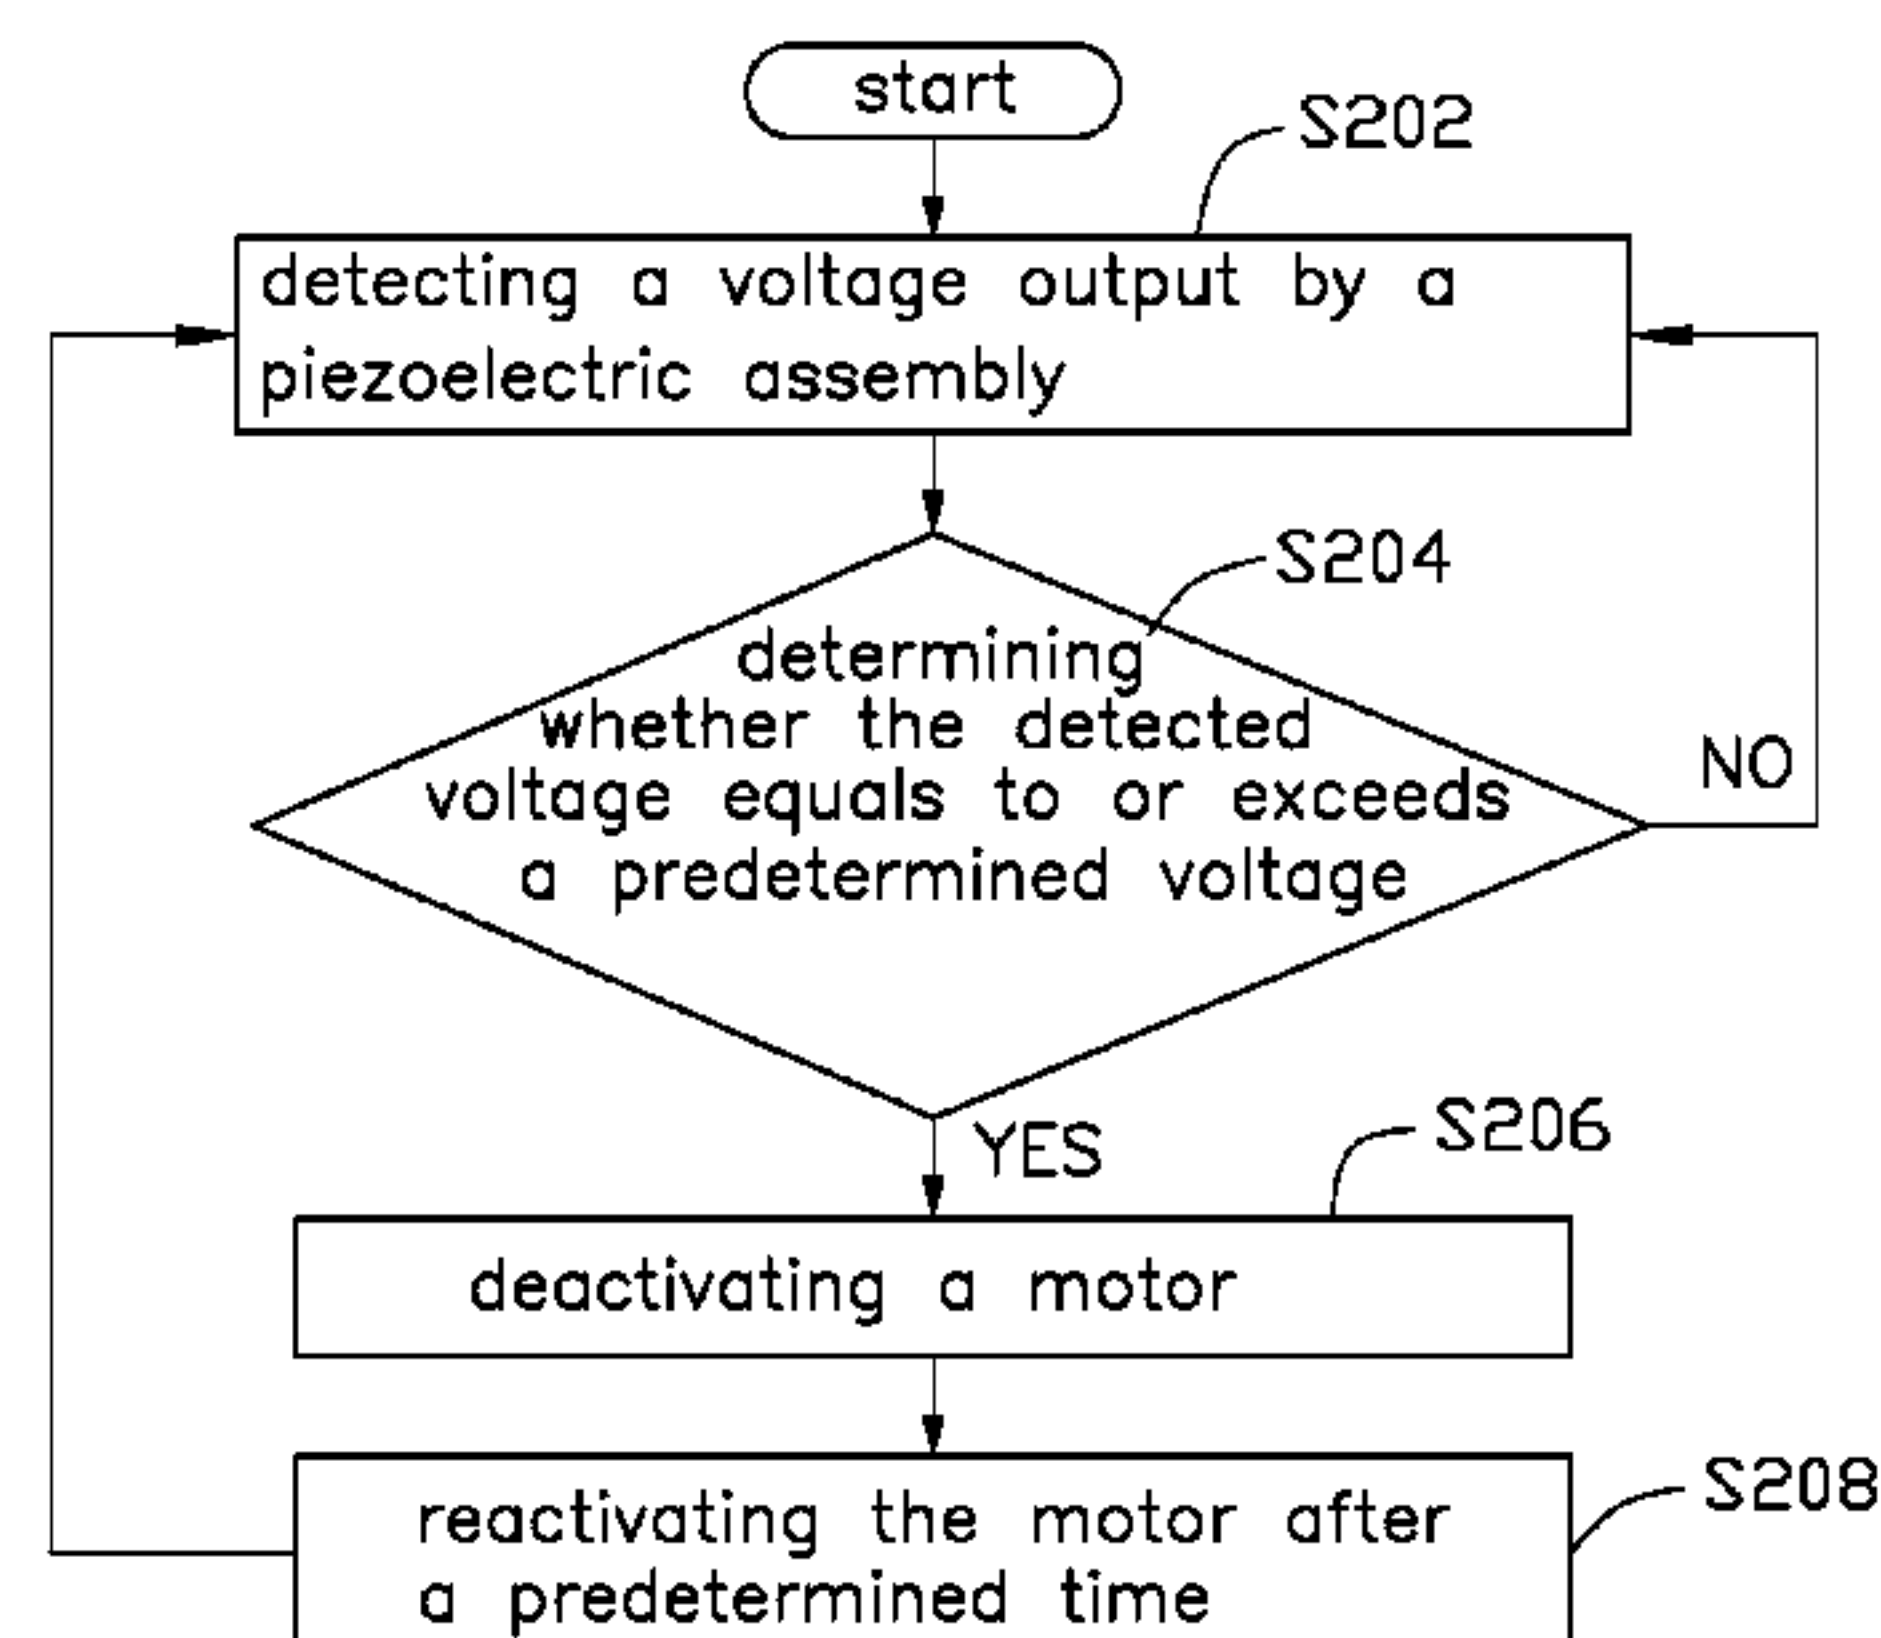 start
S202
detecting a voltage output by a
piezoelectric assembly
S204
determining
whether the detected
voltage equals to or exceeds
a predetermined voltage
NO
YES
S206
deactivating a motor
S208
reactivating the motor after
a predetermined time